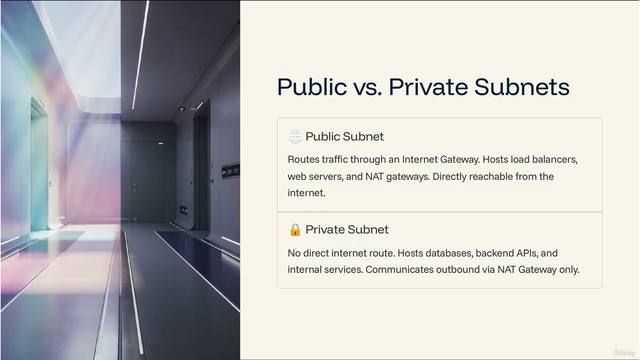 Public vs. Private Subnets
Public Subnet
Routes traffic through an Internet Gateway. Hosts load balancers,
web servers, and NAT gateways. Directly reachable from the
internet.
Private Subnet
No direct internet route. Hosts databases, backend APIs, and
internal services. Communicates outbound via NAT Gateway only.